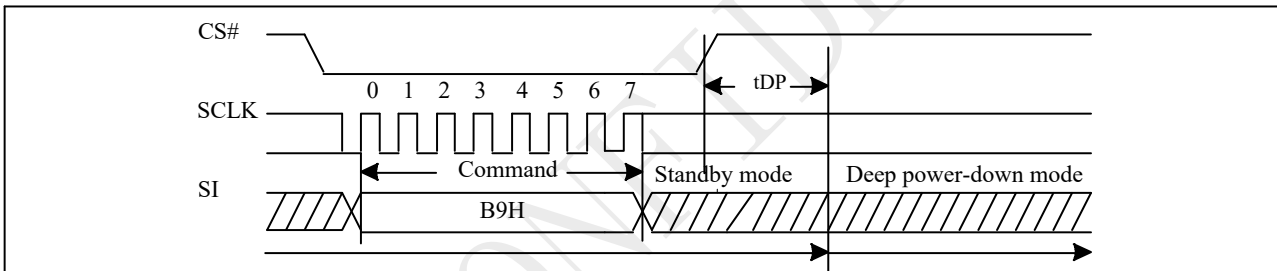 CS#
tDP
0 1 2 3 4 5 6 7
SCLK
Command
Standby mode
Deep power-down mode
SI
B9H